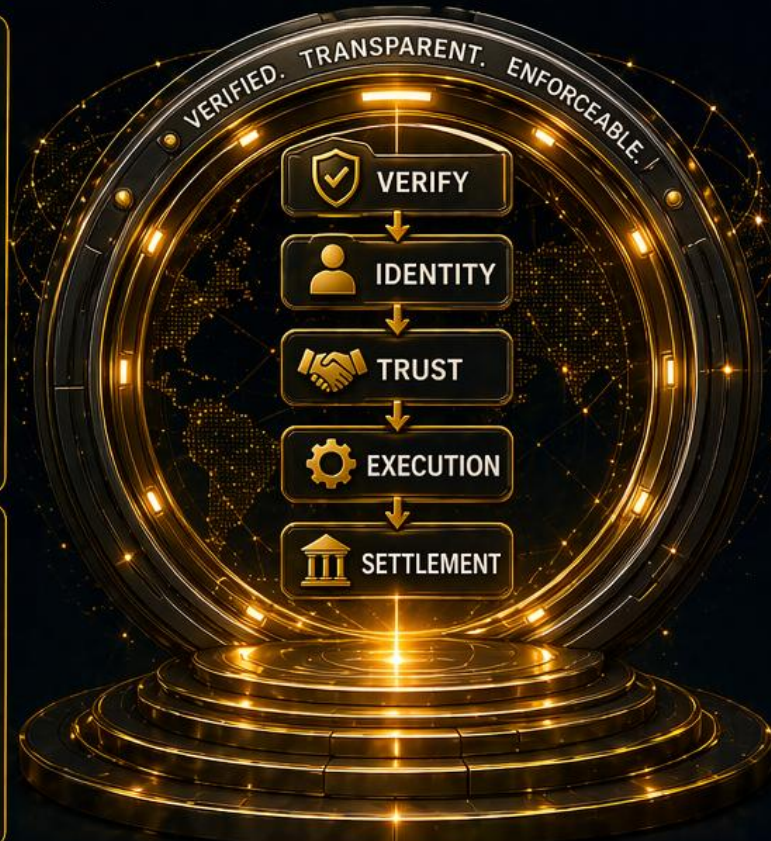 VERIFIED. TRANSPARENT. ENFORCEABLE.
VERIFY
IDENTITY
TRUST
EXECUTION
SETTLEMENT